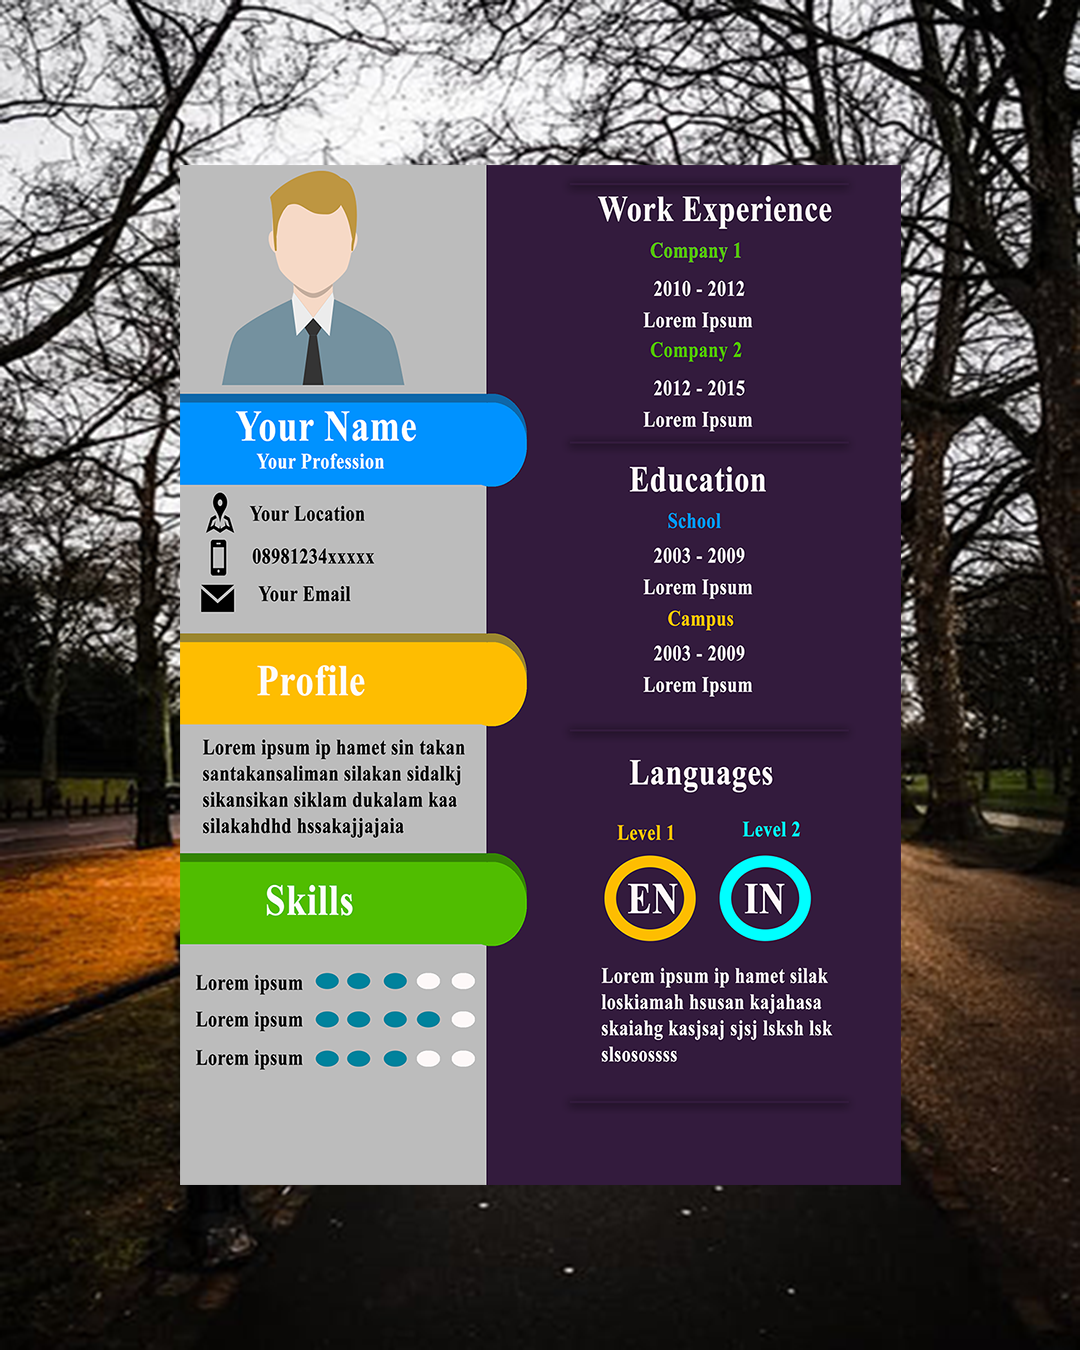 Your Name
Your Profession
Your Location
08981234xxxxx
Your Email
Profile
Lorem ipsum ip hamet sin takan
santakansaliman silakan sidalkj
sikansikan siklam dukalam kaa
silakahdhd hssakajjajaia
Skills
Lorem ipsum
Lorem ipsum
Lorem ipsum
Work Experience
Company 1
2010 - 2012
Lorem Ipsum
Company 2
2012 - 2015
Lorem Ipsum
Education
School
2003 - 2009
Lorem Ipsum
Campus
2003 - 2009
Lorem Ipsum
Languages
Level 1 Level 2
EN IN
Lorem ipsum ip hamet silak
loskiamah hsusan kajahasa
skaiahg kasjsaj sjsj lsksh lsk
slsosossss